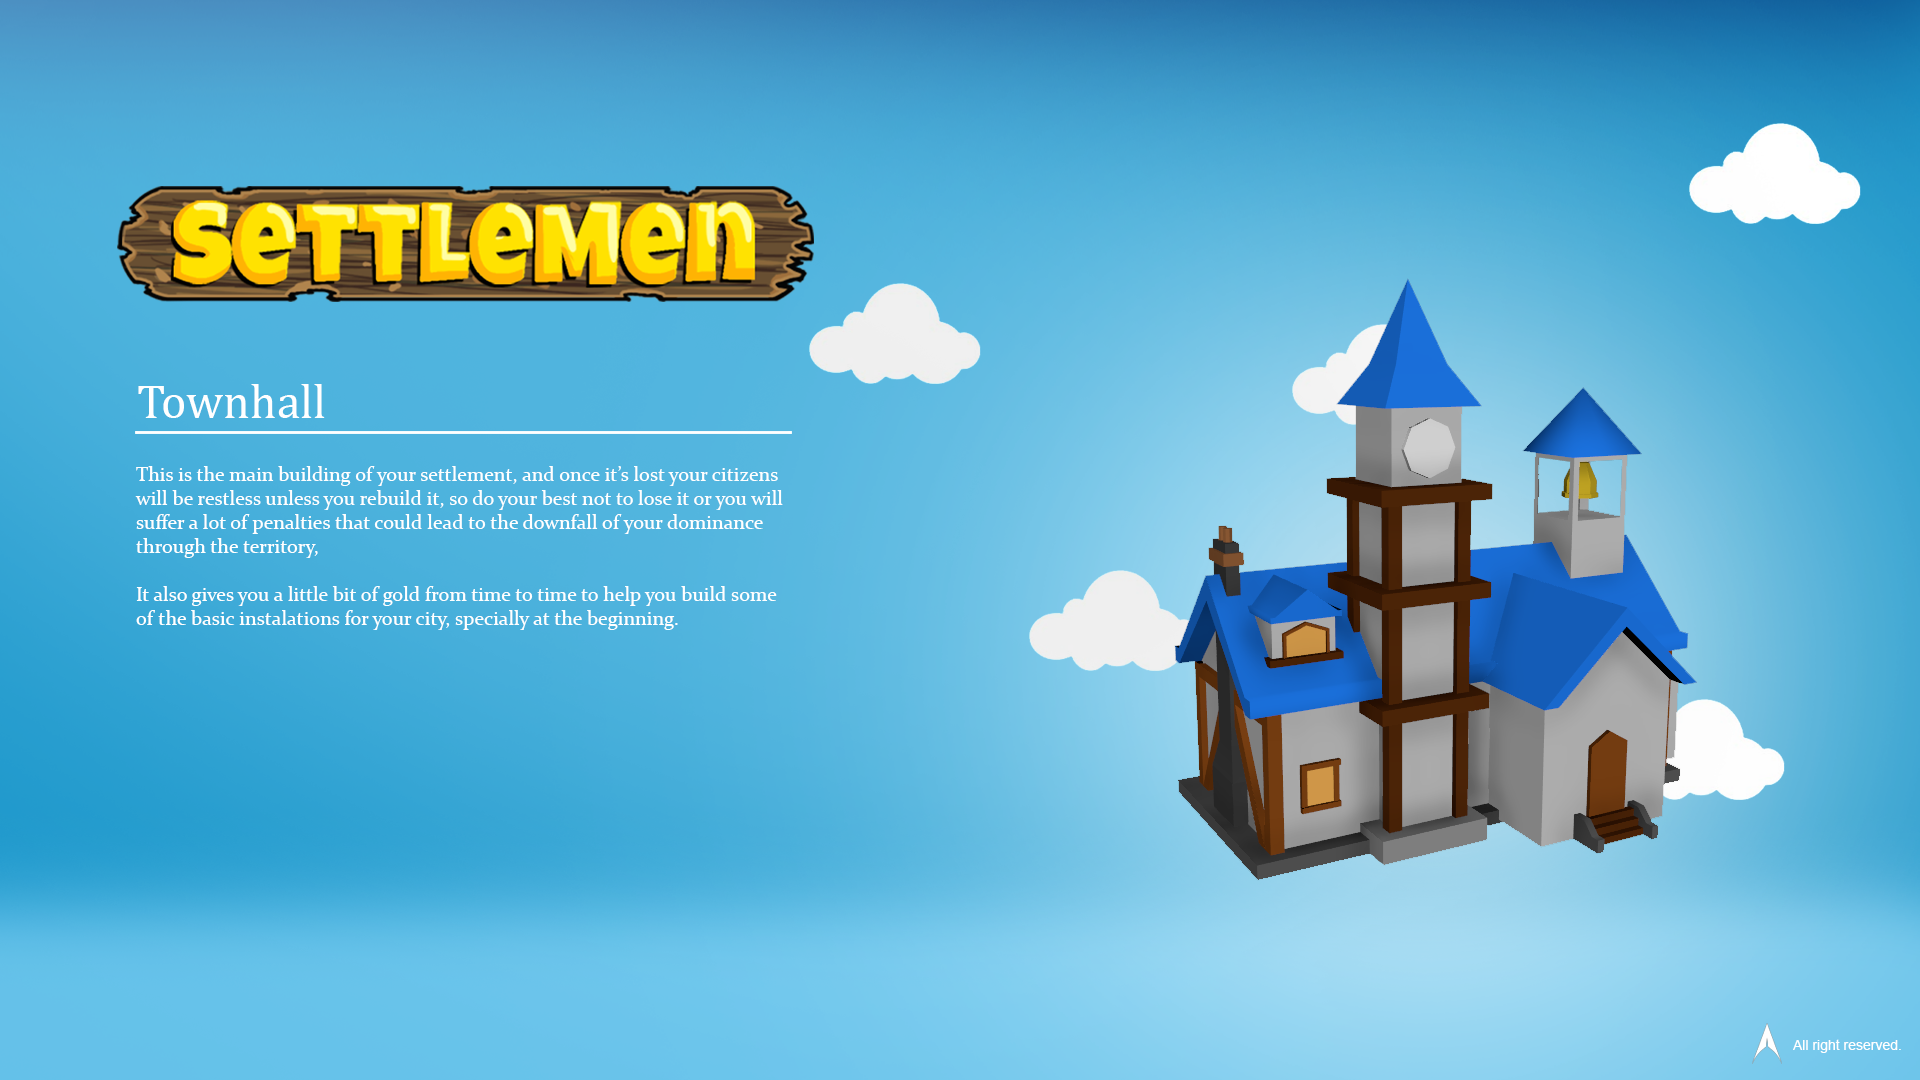 SeTTLeMen
Townhall
This is the main building of your settlement, and once it’s lost your citizens
will be restless unless you rebuild it, so do your best not to lose it or you will
suffer a lot of penalties that could lead to the downfall of your dominance
through the territory,
It also gives you a little bit of gold from time to time to help you build some
of the basic instalations for your city, specially at the beginning.
All right reserved.